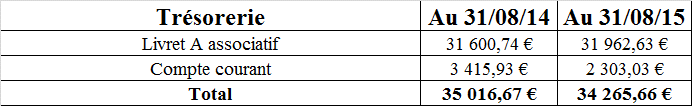 Trésorerie Au 31/08/14 Au 31/08/15
Livret A associatif 31 600,74 € 31 962,63 €
Compte courant 3 415,93 € 2 303,03 €
Total 35 016,67 € 34 265,66 €